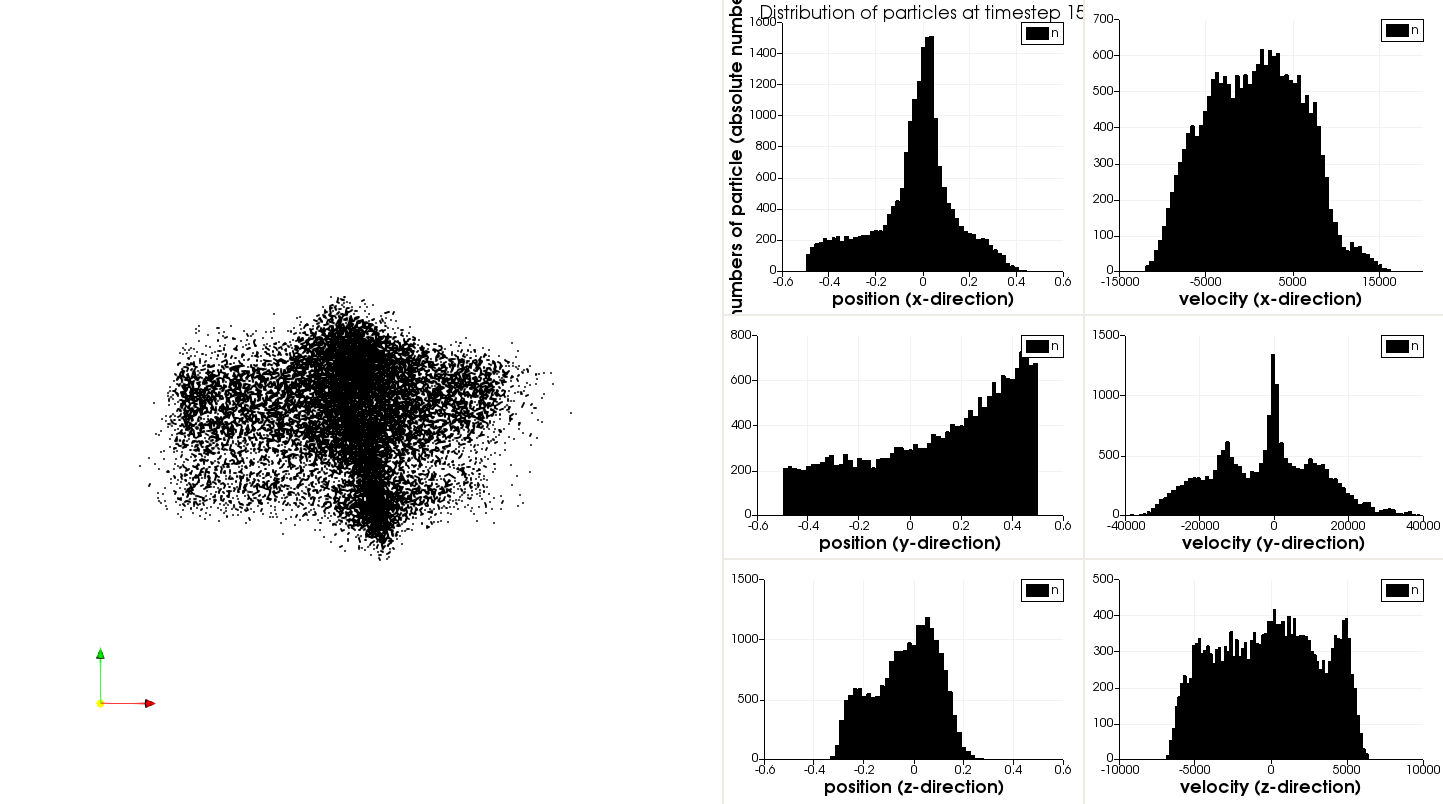 Distribution of particles at timestep 15
numbers of particle (absolute numbe
1600
1400
1200
1000
800
600
400
200
0
n
-0.6 -0.4 -0.2 0 0.2 0.4 0.6
position (x-direction)
700
600
500
400
300
200
100
0
n
-15000 -5000 5000 15000
velocity (x-direction)
800
600
400
200
0
n
-0.6 -0.4 -0.2 0 0.2 0.4 0.6
position (y-direction)
1500
1000
500
0
n
-40000 -20000 0 20000 40000
velocity (y-direction)
1500
1000
500
0
n
-0.6 -0.4 -0.2 0 0.2 0.4 0.6
position (z-direction)
500
400
300
200
100
0
n
-10000 -5000 0 5000 10000
velocity (z-direction)